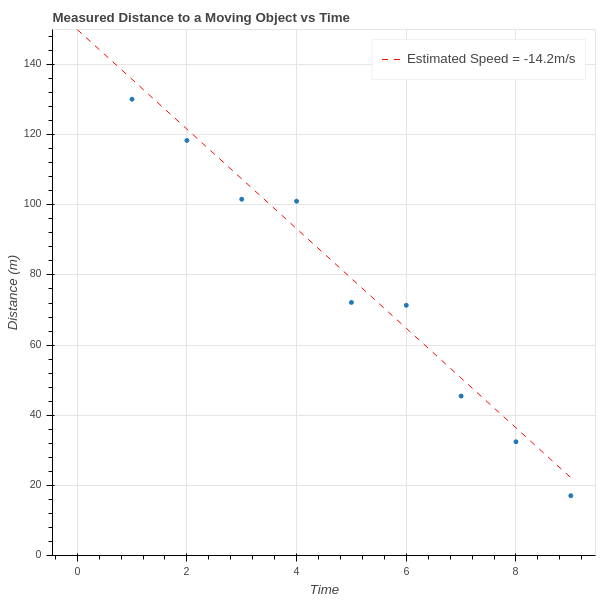 Measured Distance to a Moving Object vs Time
Estimated Speed = -14.2m/s
Distance (m)
140
120
100
80
60
40
20
0
0 2 4 6 8
Time